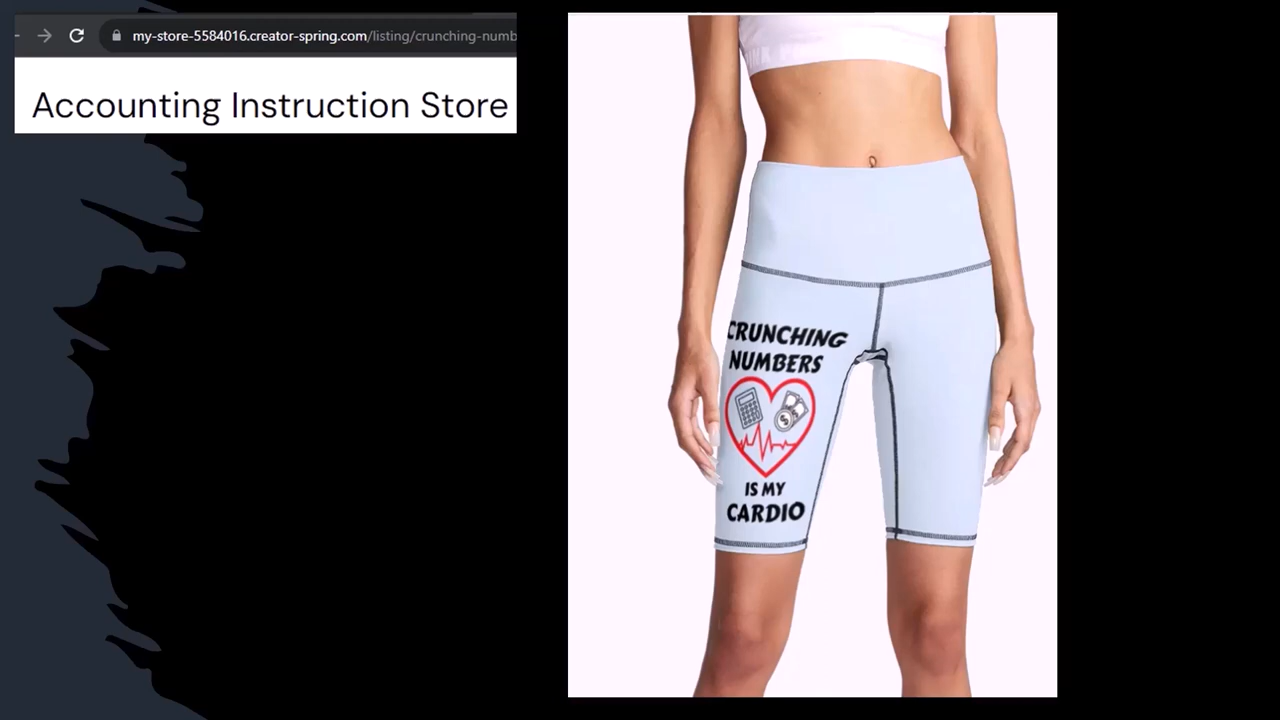 my-store-5584016.creator-spring.com/listing/crunching-numb
Accounting Instruction Store
CRUNCHING
NUMBERS
IS MY
CARDIO